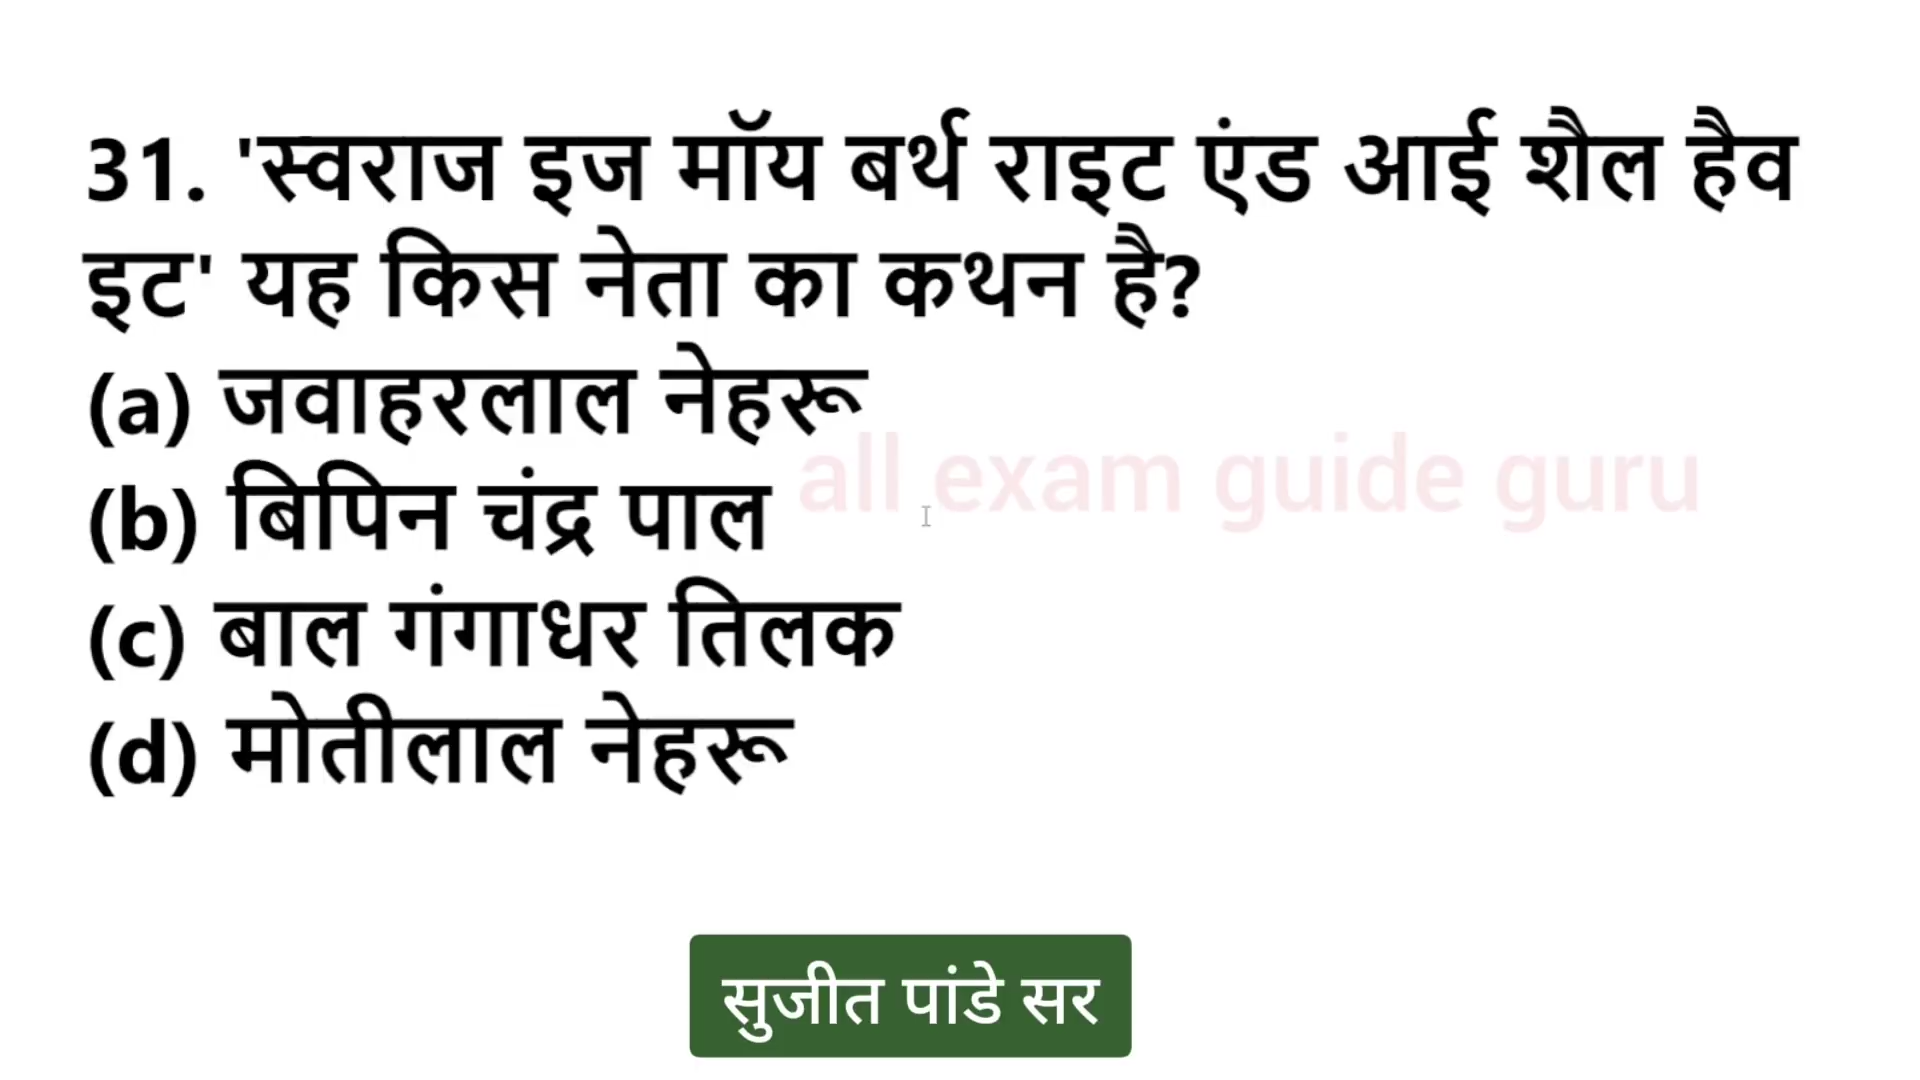 31. 'स्वराज इज मॉय बर्थ राइट एंड आई शैल हैव
इट' यह किस नेता का कथन है?
(a) जवाहरलाल नेहरू
(b) बिपिन चंद्र पाल
(c) बाल गंगाधर तिलक
(d) मोतीलाल नेहरू
all exam guide guru
सुजीत पांडे सर